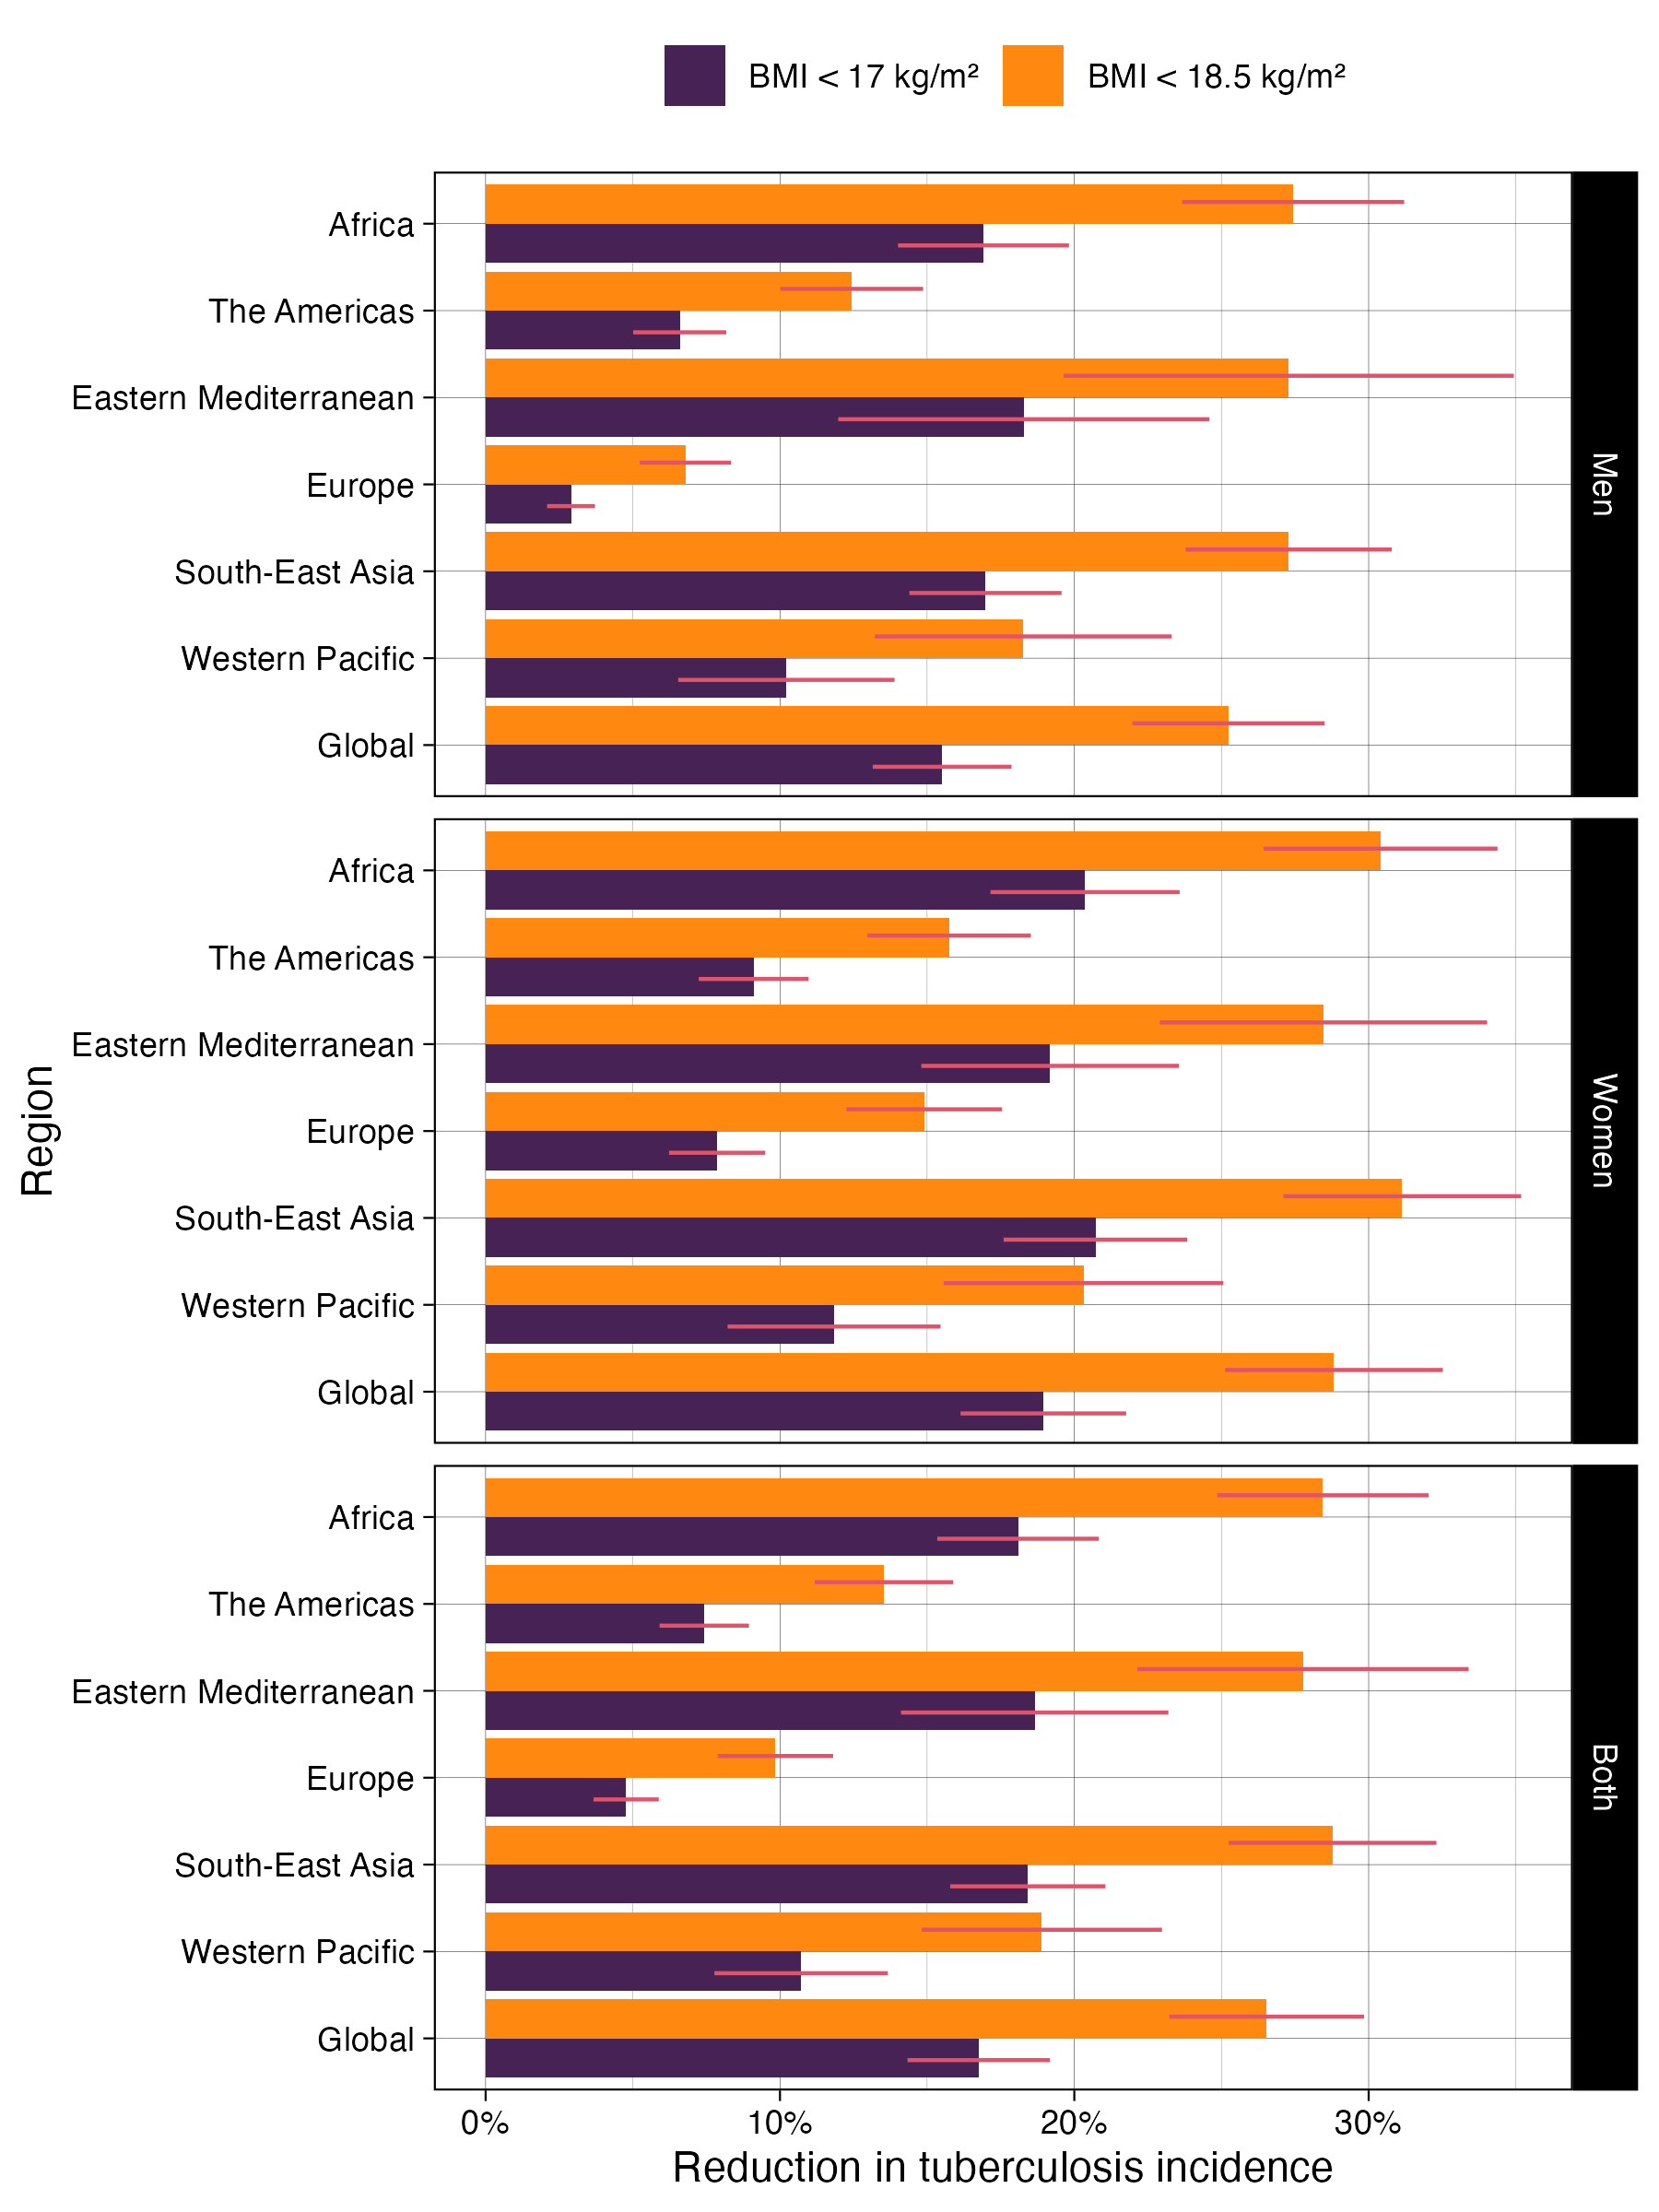 BMI < 17 kg/m²
BMI < 18.5 kg/m²
Region
Africa
The Americas
Eastern Mediterranean
Europe
South-East Asia
Western Pacific
Global
Men
Africa
The Americas
Eastern Mediterranean
Europe
South-East Asia
Western Pacific
Global
Women
Africa
The Americas
Eastern Mediterranean
Europe
South-East Asia
Western Pacific
Global
Both
0% 10% 20% 30%
Reduction in tuberculosis incidence